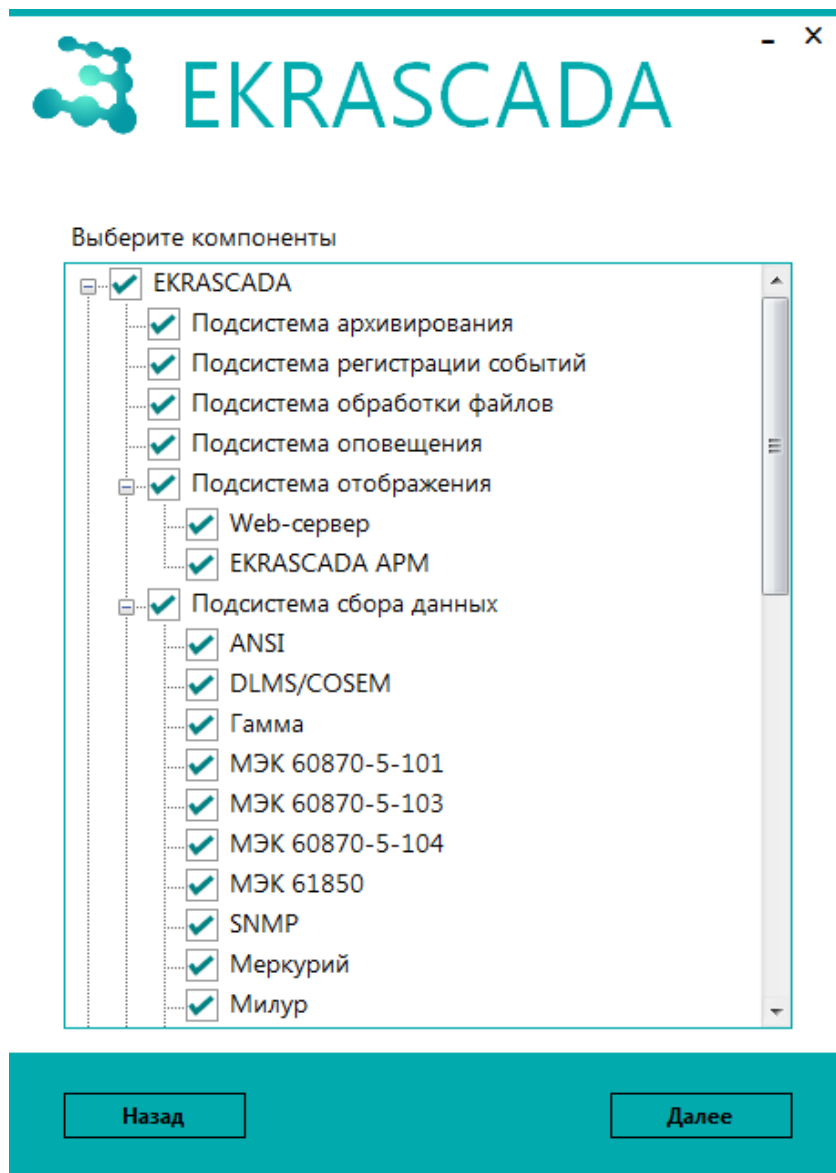 EKRASCADA
Выберите компоненты
EKRASCADA
Подсистема архивирования
Подсистема регистрации событий
Подсистема обработки файлов
Подсистема оповещения
Подсистема отображения
Web-сервер
EKRASCADA АРМ
Подсистема сбора данных
ANSI
DLMS/COSEM
Гамма
МЭК 60870-5-101
МЭК 60870-5-103
МЭК 60870-5-104
МЭК 61850
SNMP
Меркурий
Милур
Назад
Далее